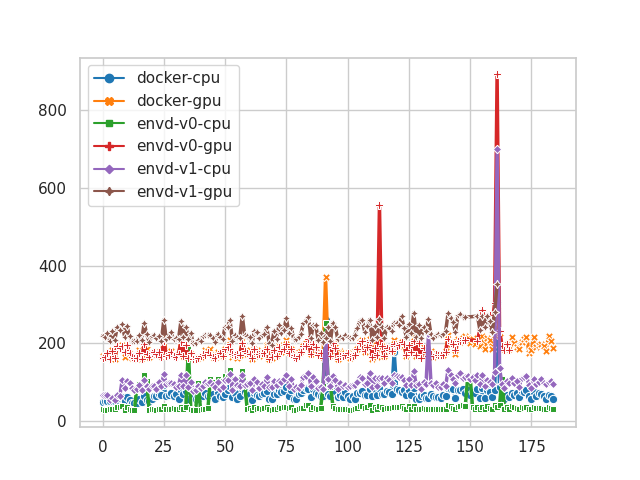 docker-cpu
docker-gpu
envd-v0-cpu
envd-v0-gpu
envd-v1-cpu
envd-v1-gpu
800
600
400
200
0
0 25 50 75 100 125 150 175